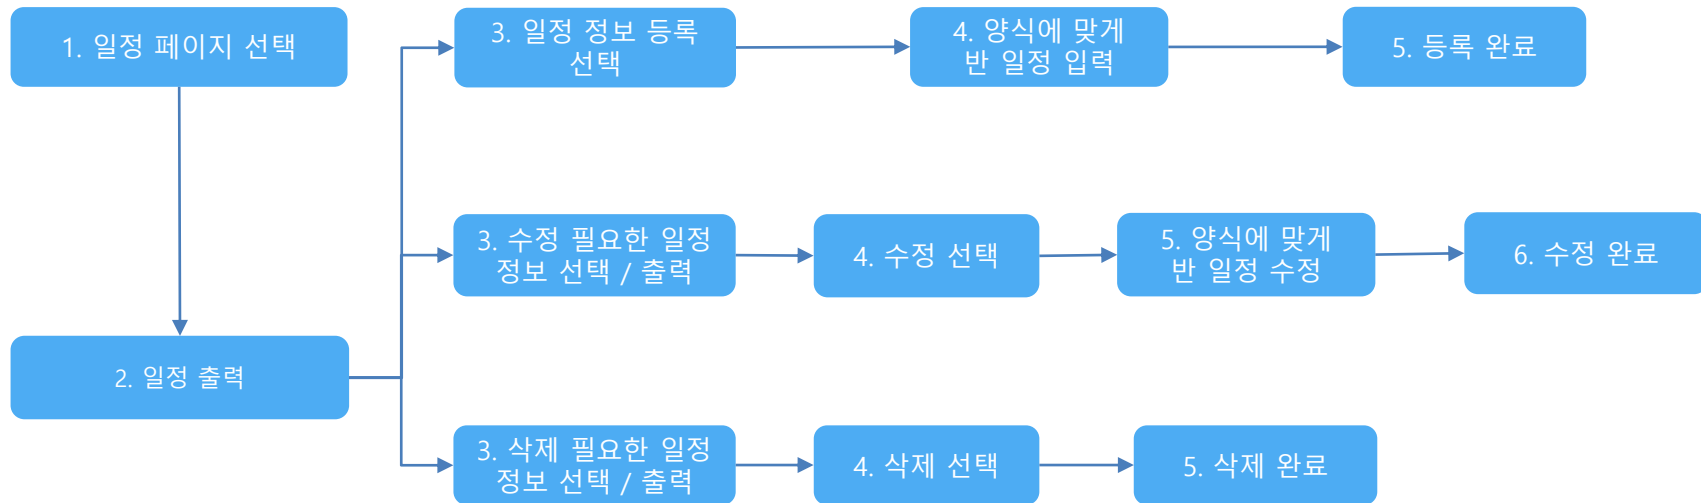 1. 일정 페이지 선택
3. 일정 정보 등록
선택
4. 양식에 맞게
반 일정 입력
5. 등록 완료
3. 수정 필요한 일정
정보 선택 / 출력
4. 수정 선택
5. 양식에 맞게
반 일정 수정
6. 수정 완료
2. 일정 출력
3. 삭제 필요한 일정
정보 선택 / 출력
4. 삭제 선택
5. 삭제 완료